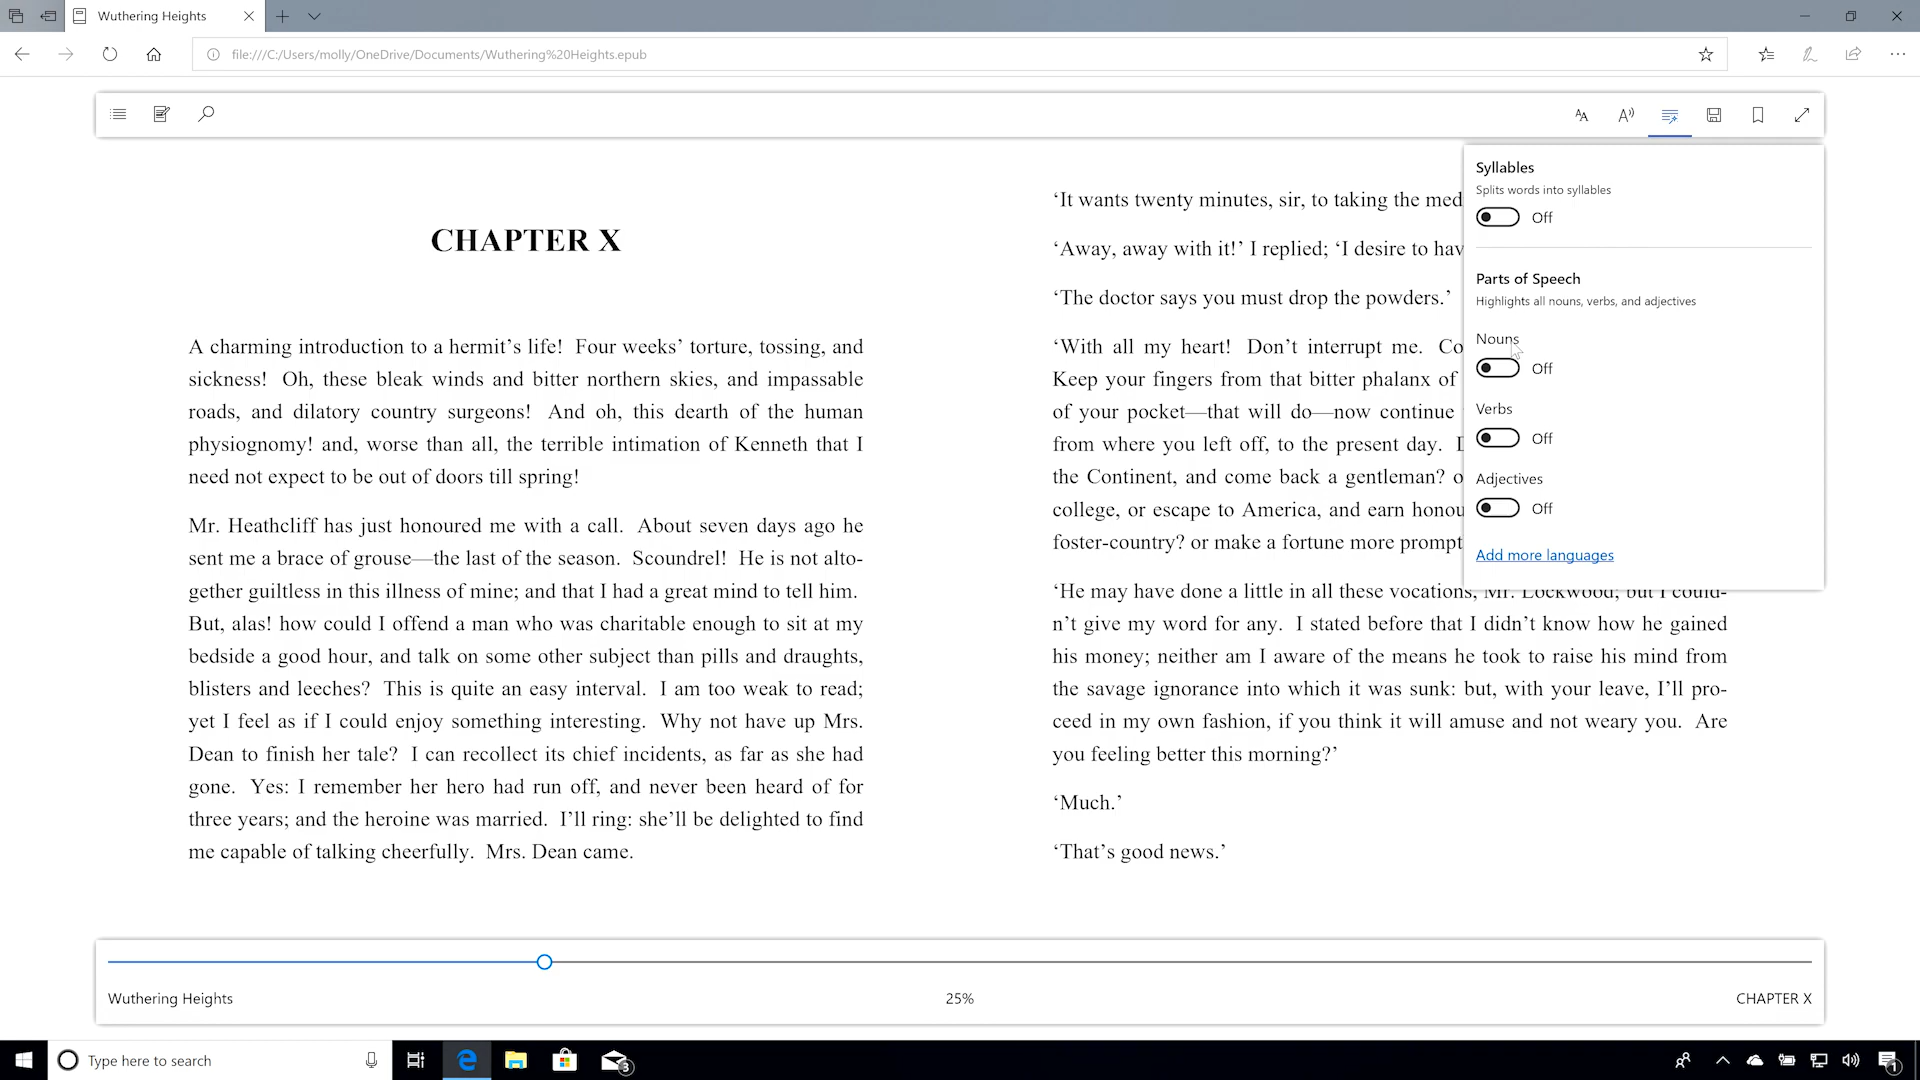 Wuthering Heights
file:///C:/Users/molly/OneDrive/Documents/Wuthering%20Heights.epub
CHAPTER X
A charming introduction to a hermit’s life!  Four weeks’ torture, tossing, and
sickness!  Oh, these bleak winds and bitter northern skies, and impassable
roads, and dilatory country surgeons!  And oh, this dearth of the human
physiognomy! and, worse than all, the terrible intimation of Kenneth that I
need not expect to be out of doors till spring!
Mr. Heathcliff has just honoured me with a call.  About seven days ago he
sent me a brace of grouse—the last of the season.  Scoundrel!  He is not alto-
gether guiltless in this illness of mine; and that I had a great mind to tell him.
But, alas! how could I offend a man who was charitable enough to sit at my
bedside a good hour, and talk on some other subject than pills and draughts,
blisters and leeches?  This is quite an easy interval.  I am too weak to read;
yet I feel as if I could enjoy something interesting.  Why not have up Mrs.
Dean to finish her tale?  I can recollect its chief incidents, as far as she had
gone.  Yes: I remember her hero had run off, and never been heard of for
three years; and the heroine was married.  I’ll ring: she’ll be delighted to find
me capable of talking cheerfully.  Mrs. Dean came.
‘It wants twenty minutes, sir, to taking the med
‘Away, away with it!’ I replied; ‘I desire to hav
‘The doctor says you must drop the powders.’
‘With all my heart!  Don’t interrupt me.  Co
Keep your fingers from that bitter phalanx of
of your pocket—that will do—now continue
from where you left off, to the present day.  D
the Continent, and come back a gentleman? o
college, or escape to America, and earn honou
foster-country? or make a fortune more prompt
‘He may have done a little in all these vocations, Mr. Lockwood; but I could-
n’t give my word for any.  I stated before that I didn’t know how he gained
his money; neither am I aware of the means he took to raise his mind from
the savage ignorance into which it was sunk: but, with your leave, I’ll pro-
ceed in my own fashion, if you think it will amuse and not weary you.  Are
you feeling better this morning?’
‘Much.’
‘That’s good news.’
Syllables
Splits words into syllables
Off
Parts of Speech
Highlights all nouns, verbs, and adjectives
Nouns
Off
Verbs
Off
Adjectives
Off
Add more languages
Wuthering Heights
25%
CHAPTER X
Type here to search
3
1